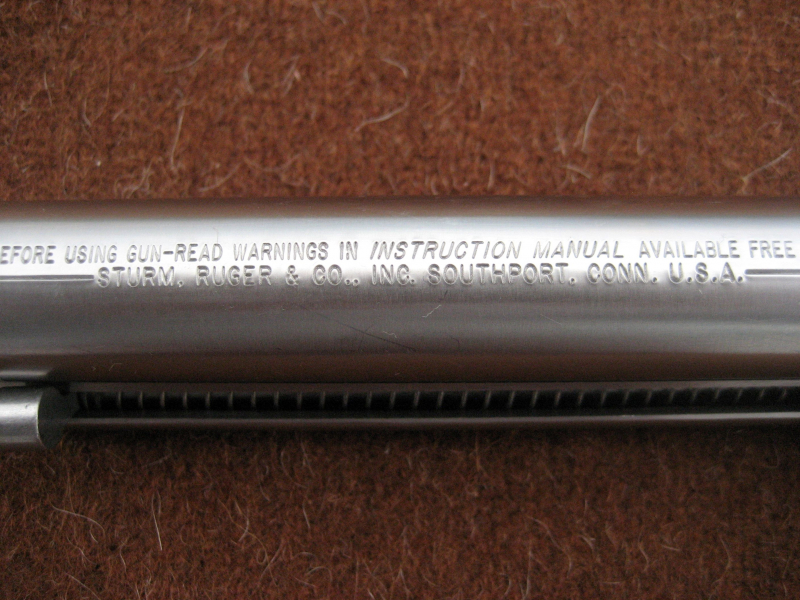 EFORE USING GUN-READ WARNINGS IN INSTRUCTION MANUAL AVAILABLE FREE
STURM, RUGER & CO., INC. SOUTHPORT, CONN. U.S.A.